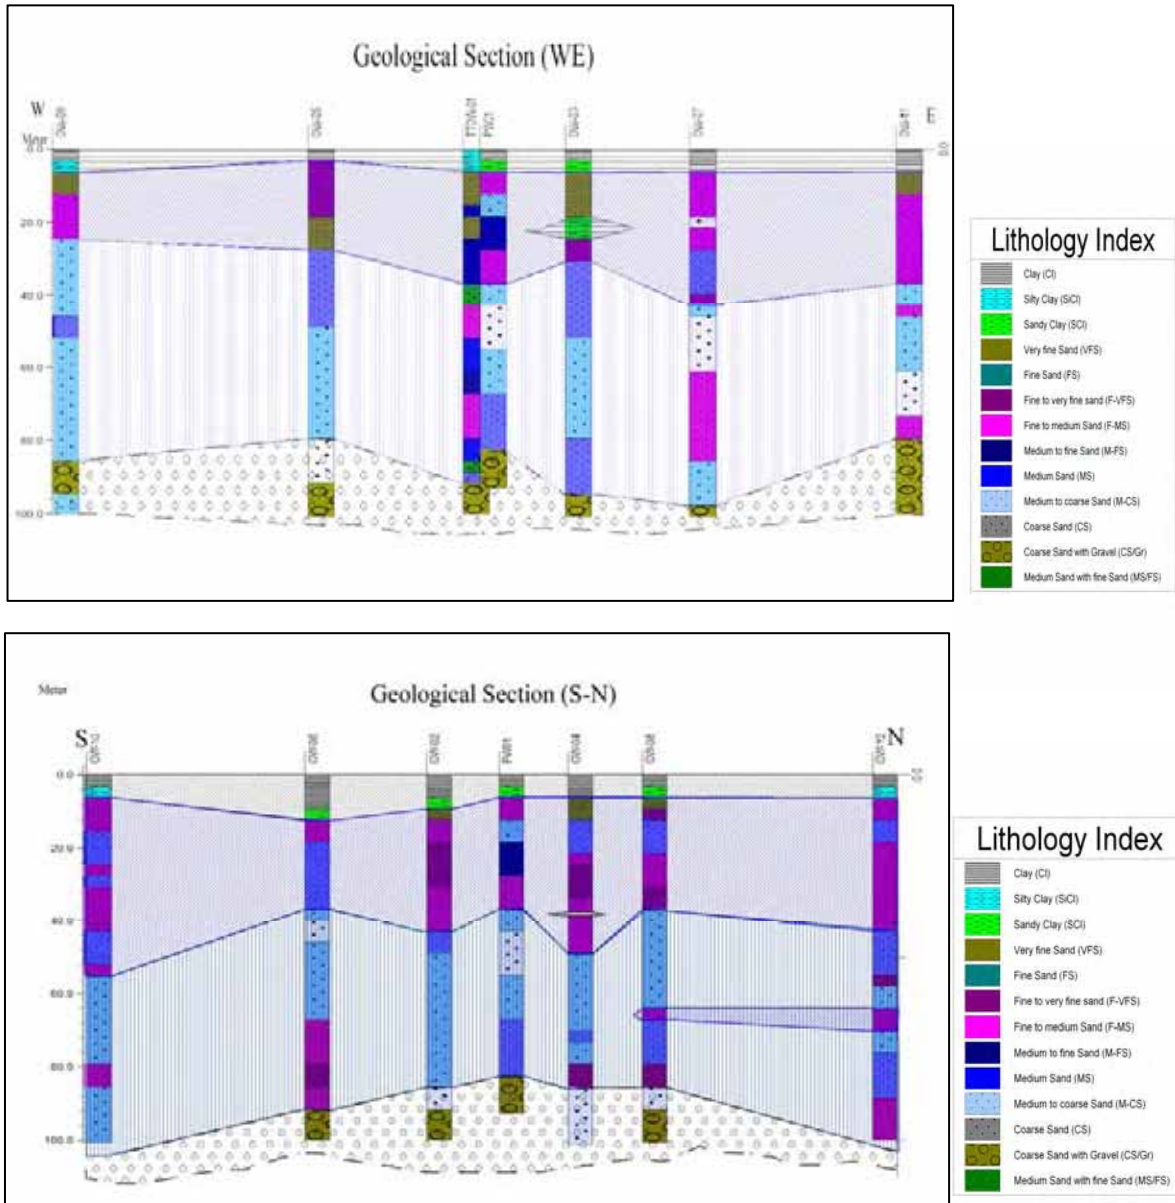 Geological Section (WE)
W
E
Meter
0.0
0.0
20.0
40.0
60.0
80.0
100.0
Lithology Index
Clay (Cl)
Silty Clay (SiCl)
Sandy Clay (SCl)
Very fine Sand (VFS)
Fine Sand (FS)
Fine to very fine sand (F-VFS)
Fine to medium Sand (F-MS)
Medium to fine Sand (M-FS)
Medium Sand (MS)
Medium to coarse Sand (M-CS)
Coarse Sand (CS)
Coarse Sand with Gravel (CS/Gr)
Medium Sand with fine Sand (MS/FS)
Meter
Geological Section (S-N)
S
N
0.0
0.0
20.0
40.0
60.0
80.0
100.0
Lithology Index
Clay (Cl)
Silty Clay (SiCl)
Sandy Clay (SCl)
Very fine Sand (VFS)
Fine Sand (FS)
Fine to very fine sand (F-VFS)
Fine to medium Sand (F-MS)
Medium to fine Sand (M-FS)
Medium Sand (MS)
Medium to coarse Sand (M-CS)
Coarse Sand (CS)
Coarse Sand with Gravel (CS/Gr)
Medium Sand with fine Sand (MS/FS)